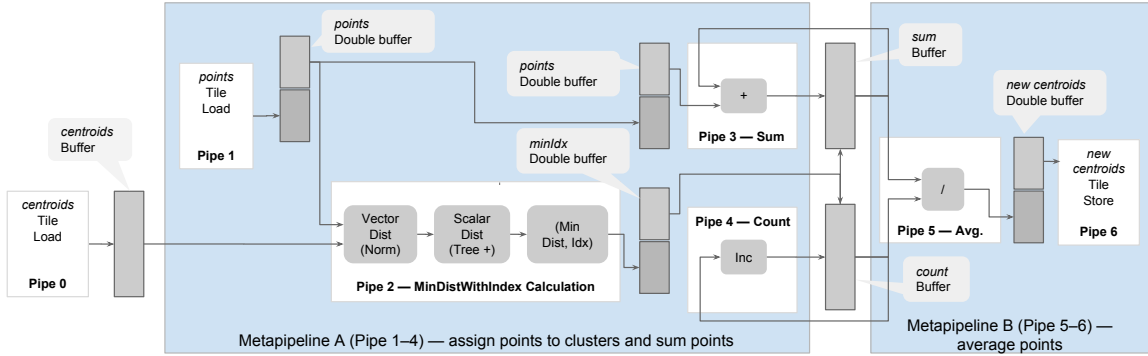 centroids
Tile
Load
Pipe 0
centroids
Buffer
points
Tile
Load
Pipe 1
points
Double buffer
Vector
Dist
(Norm)
Scalar
Dist
(Tree +)
(Min
Dist, Idx)
Pipe 2 — MinDistWithIndex Calculation
points
Double buffer
minIdx
Double buffer
+
Pipe 3 — Sum
Pipe 4 — Count
Inc
sum
Buffer
count
Buffer
Metapipeline A (Pipe 1–4) — assign points to clusters and sum points
/
Pipe 5 — Avg.
new centroids
Double buffer
new
centroids
Tile
Store
Pipe 6
Metapipeline B (Pipe 5–6) —
average points